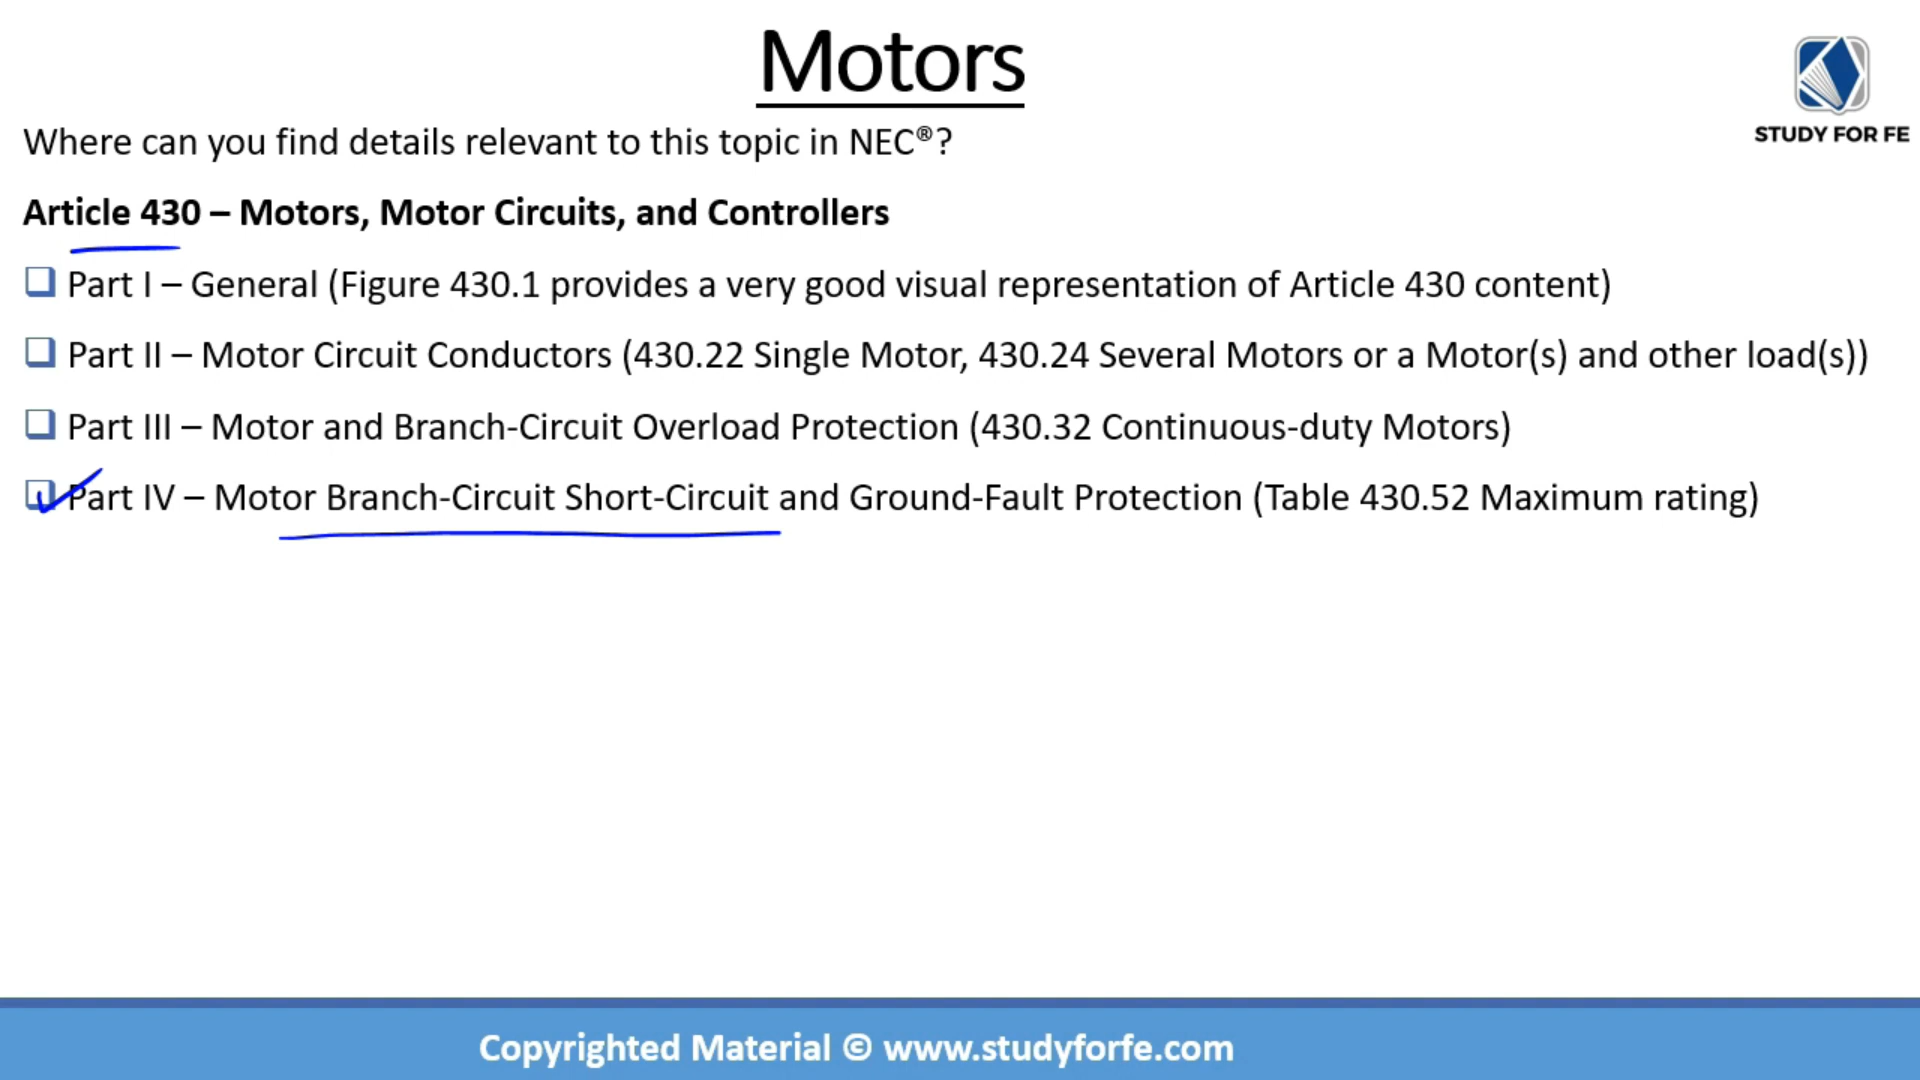 Motors
STUDY FOR FE
Where can you find details relevant to this topic in NEC®?
Article 430 – Motors, Motor Circuits, and Controllers
Part I – General (Figure 430.1 provides a very good visual representation of Article 430 content)
Part II – Motor Circuit Conductors (430.22 Single Motor, 430.24 Several Motors or a Motor(s) and other load(s))
Part III – Motor and Branch-Circuit Overload Protection (430.32 Continuous-duty Motors)
Part IV – Motor Branch-Circuit Short-Circuit and Ground-Fault Protection (Table 430.52 Maximum rating)
Copyrighted Material © www.studyforfe.com